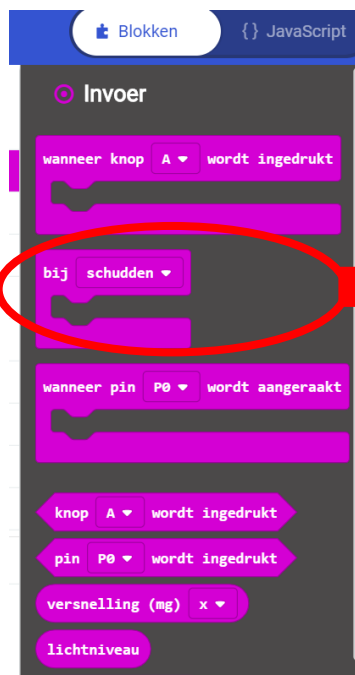 Blokken {} JavaScript
Invoer
wanneer knop A wordt ingedrukt
bij schudden
wanneer pin P0 wordt aangeraakt
knop A wordt ingedrukt
pin P0 wordt ingedrukt
versnelling (mg) x
lichtniveau